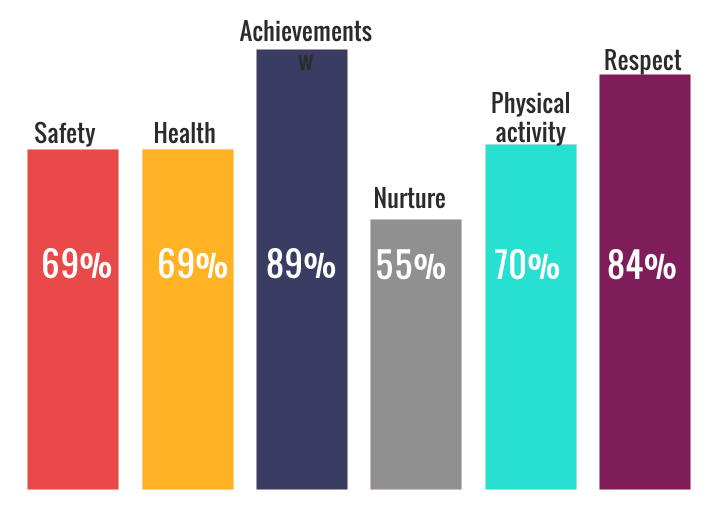 Achievements
w
Respect
Physical
activity
Safety
Health
Nurture
69%
69%
89%
55%
70%
84%